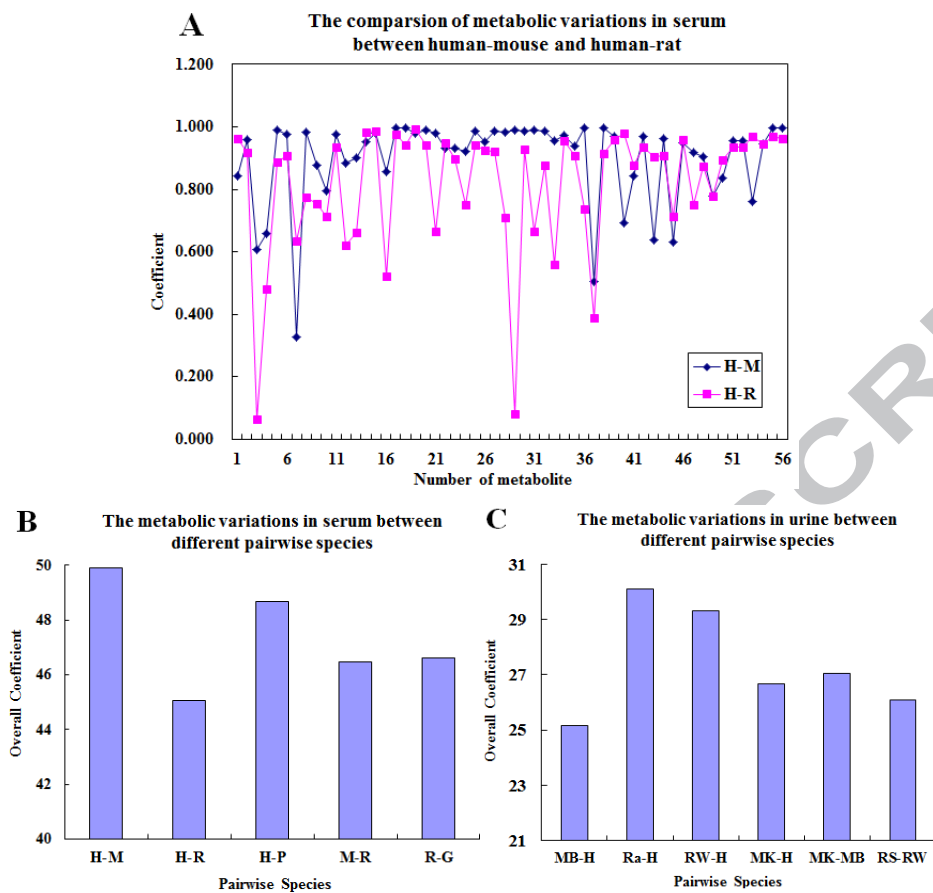 A
The comparsion of metabolic variations in serum
between human-mouse and human-rat
1.200
1.000
0.800
0.600
0.400
0.200
0.000
Coefficient
H-M
H-R
1 6 11 16 21 26 31 36 41 46 51 56
Number of metabolite
SCRI
B
The metabolic variations in serum between
different pairwise species
50
48
46
44
42
40
Overall Coefficient
H-M H-R H-P M-R R-G
Pairwise Species
C
The metabolic variations in urine between
different pairwise species
31
29
27
25
23
21
Overall Coefficient
MB-H Ra-H RW-H MK-H MK-MB RS-RW
Pairwise Species